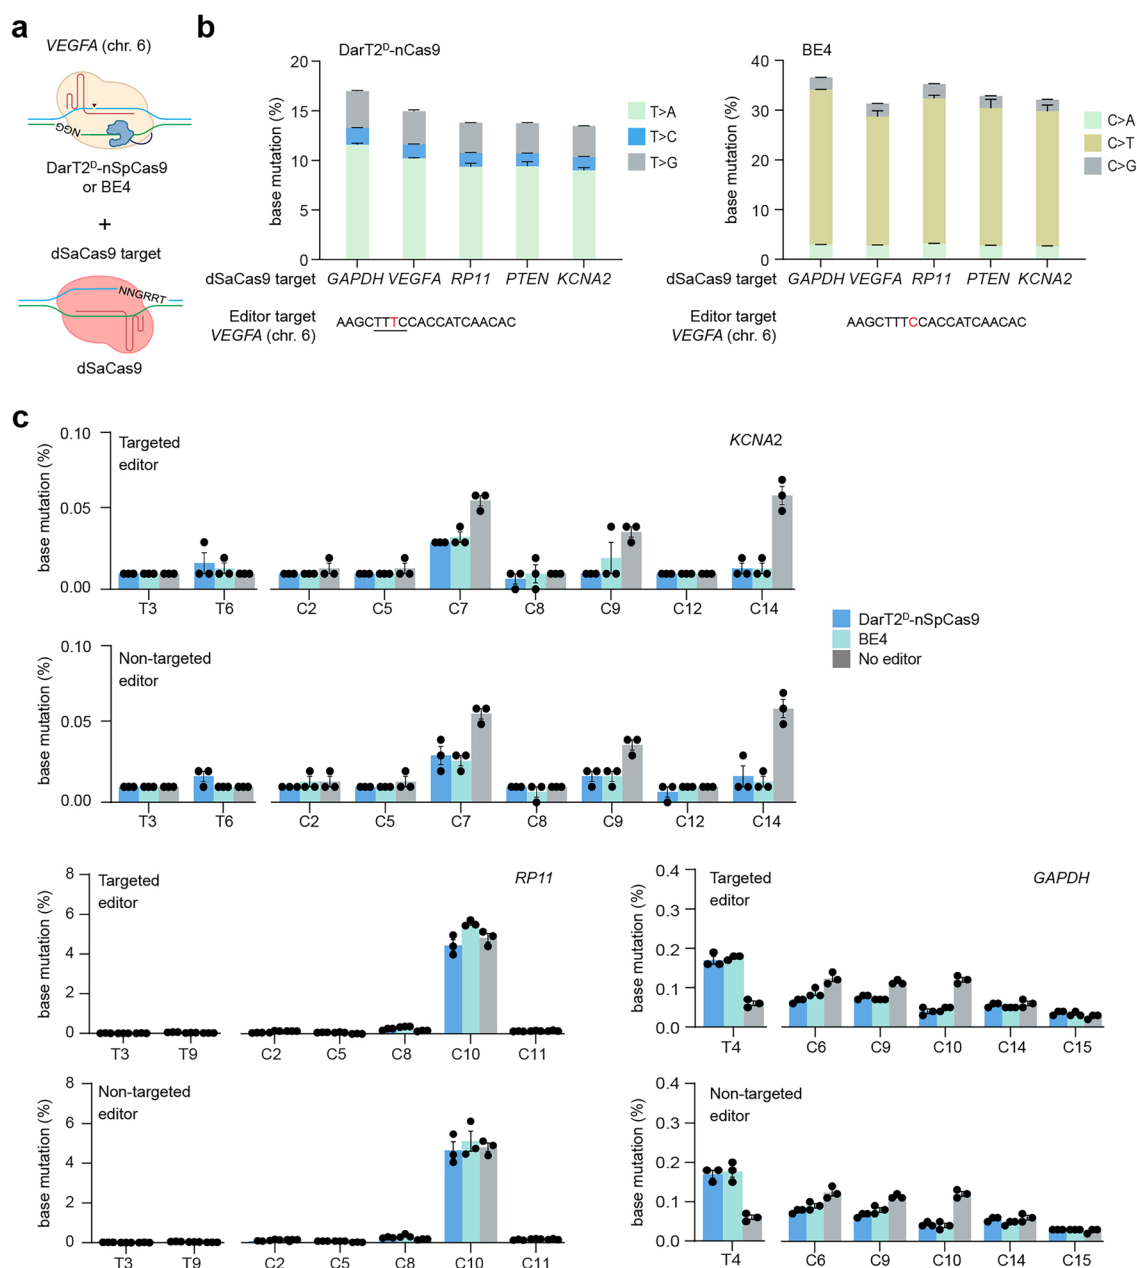 a
VEGFA (chr. 6)
NGG
DarT2ᴰ-nSpCas9
or BE4
+
dSaCas9 target
NNGRRT
dSaCas9
b
DarT2ᴰ-nCas9
base mutation (%)
20
15
10
5
0
T>A
T>C
T>G
dSaCas9 target GAPDH VEGFA RP11 PTEN KCNA2
Editor target AAGCTTTCCACCATCAACAC
VEGFA (chr. 6)
BE4
base mutation (%)
40
30
20
10
0
C>A
C>T
C>G
dSaCas9 target GAPDH VEGFA RP11 PTEN KCNA2
Editor target AAGCTTTCCACCATCAACAC
VEGFA (chr. 6)
c
base mutation (%)
0.10
0.05
0.00
Targeted
editor
KCNA2
T3 T6 C2 C5 C7 C8 C9 C12 C14
DarT2ᴰ-nSpCas9
BE4
No editor
base mutation (%)
0.10
0.05
0.00
Non-targeted
editor
T3 T6 C2 C5 C7 C8 C9 C12 C14
base mutation (%)
8
6
4
2
0
Targeted
editor
RP11
T3 T9 C2 C5 C8 C10 C11
base mutation (%)
0.4
0.3
0.2
0.1
0.0
Targeted
editor
GAPDH
T4 C6 C9 C10 C14 C15
base mutation (%)
8
6
4
2
0
Non-targeted
editor
T3 T9 C2 C5 C8 C10 C11
base mutation (%)
0.4
0.3
0.2
0.1
0.0
Non-targeted
editor
T4 C6 C9 C10 C14 C15